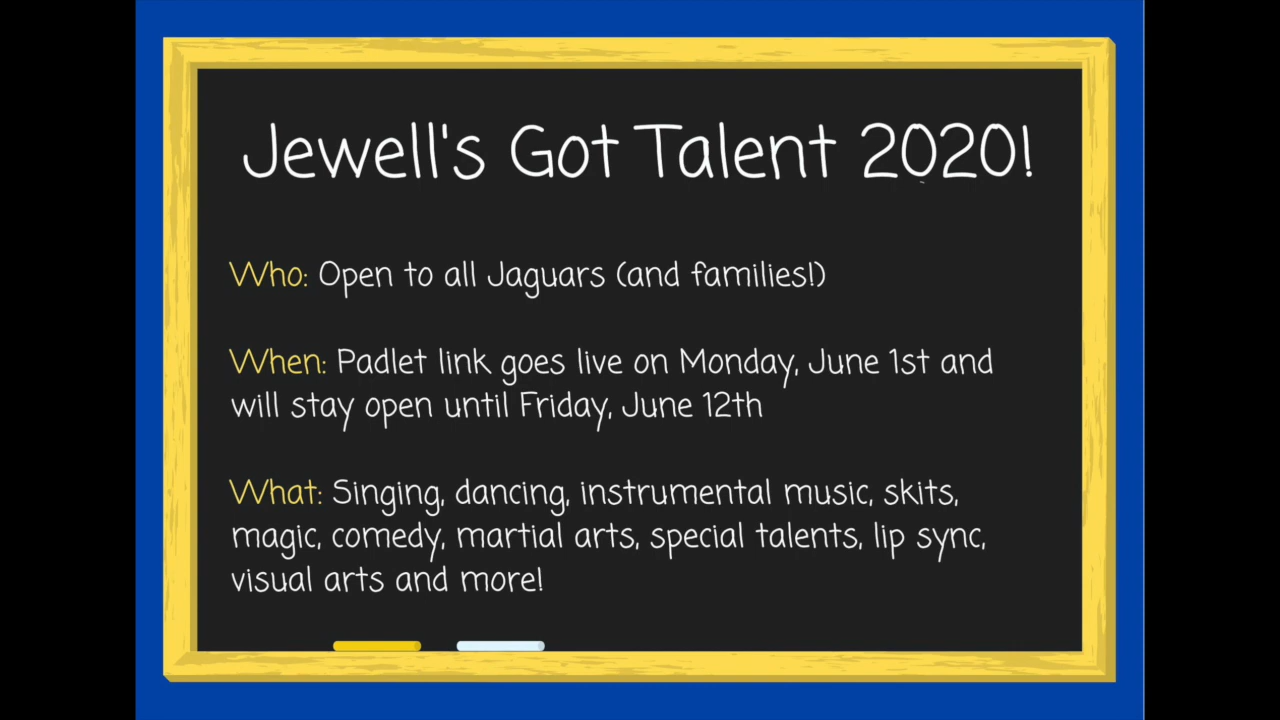 Jewell's Got Talent 2020!
Who: Open to all Jaguars (and families!)
When: Padlet link goes live on Monday, June 1st and
will stay open until Friday, June 12th
What: Singing, dancing, instrumental music, skits,
magic, comedy, martial arts, special talents, lip sync,
visual arts and more!